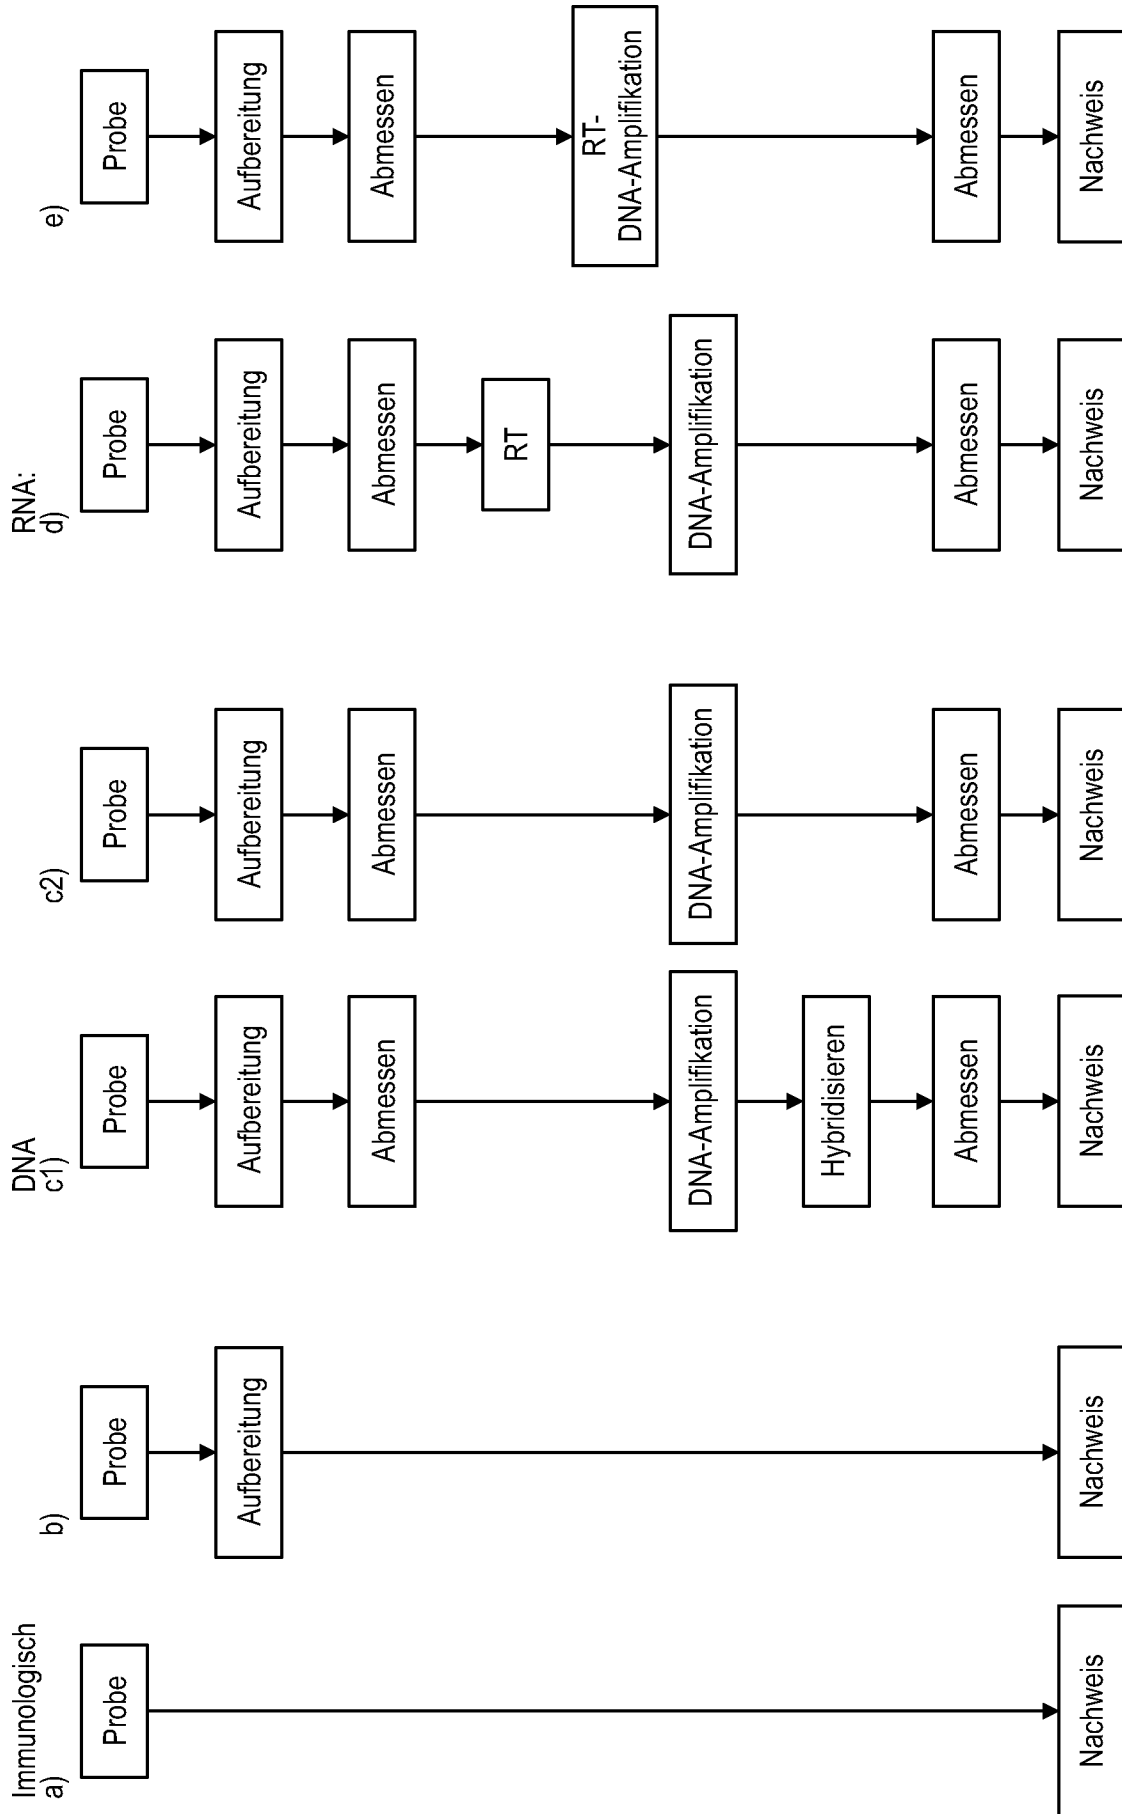 Immunologisch
a)
Probe
Nachweis
b)
Probe
Aufbereitung
Nachweis
DNA
c1)
Probe
Aufbereitung
Abmessen
DNA-Amplifikation
Hybridisieren
Abmessen
Nachweis
c2)
Probe
Aufbereitung
Abmessen
DNA-Amplifikation
Abmessen
Nachweis
RNA:
d)
Probe
Aufbereitung
Abmessen
RT
DNA-Amplifikation
Abmessen
Nachweis
e)
Probe
Aufbereitung
Abmessen
RT-
DNA-Amplifikation
Abmessen
Nachweis